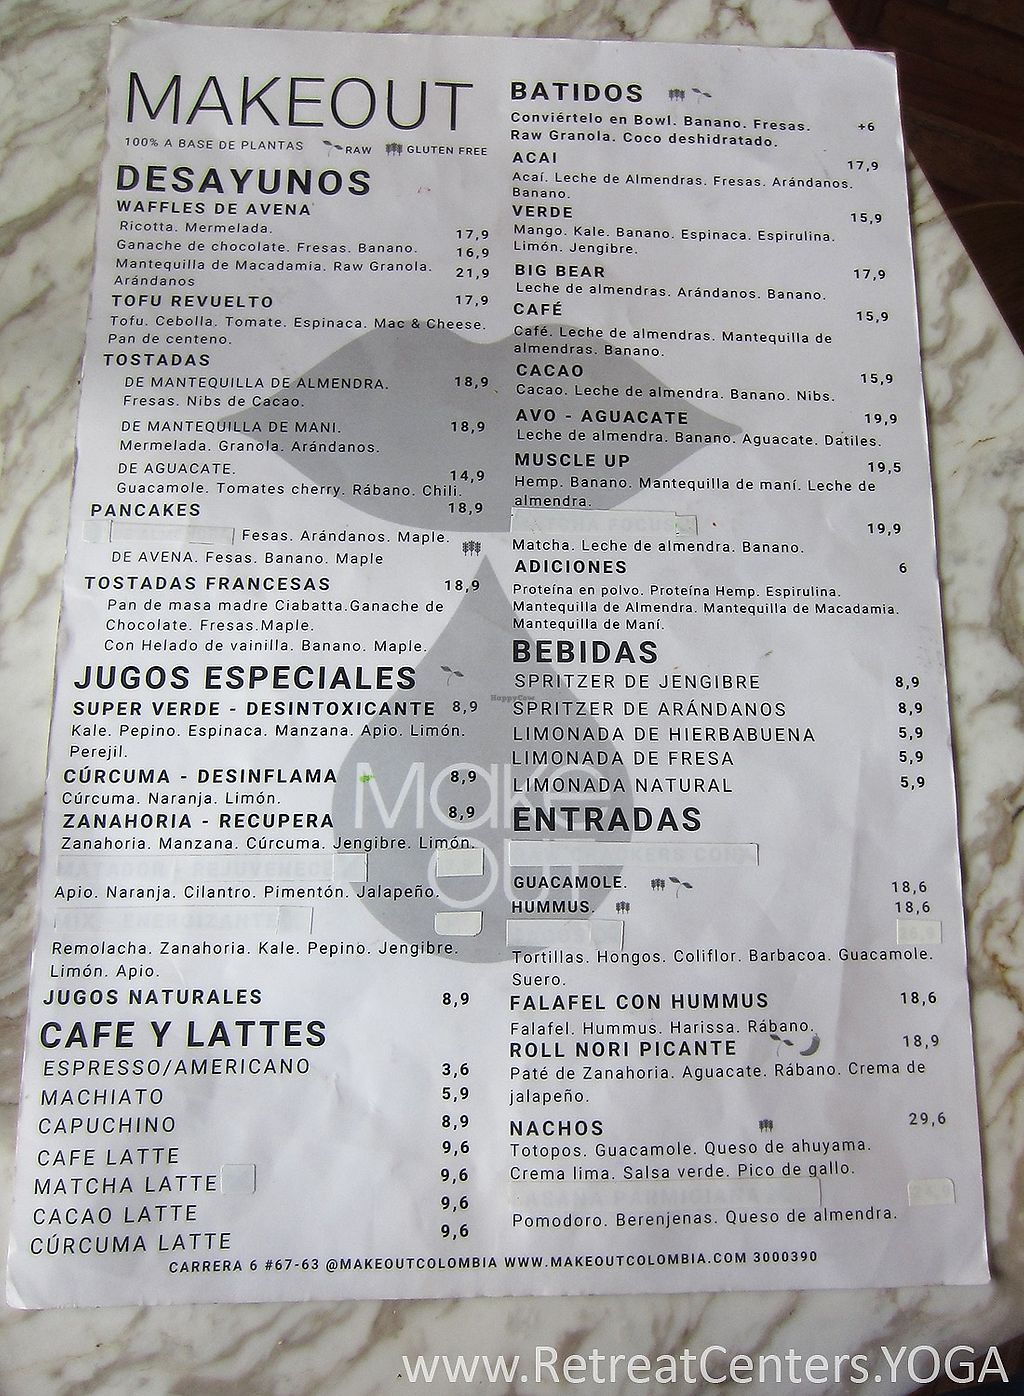 MAKEOUT
100% A BASE DE PLANTAS RAW GLUTEN FREE
DESAYUNOS
WAFFLES DE AVENA
Ricotta. Mermelada. 17,9
Ganache de chocolate. Fresas. Banano. 16,9
Mantequilla de Macadamia. Raw Granola. 21,9
Arándanos
TOFU REVUELTO 17,9
Tofu. Cebolla. Tomate. Espinaca. Mac & Cheese.
Pan de centeno.
TOSTADAS
DE MANTEQUILLA DE ALMENDRA. 18,9
Fresas. Nibs de Cacao.
DE MANTEQUILLA DE MANI. 18,9
Mermelada. Granola. Arándanos.
DE AGUACATE. 14,9
Guacamole. Tomates cherry. Rábano. Chili.
PANCAKES 18,9
Fesas. Arándanos. Maple.
DE AVENA. Fesas. Banano. Maple
TOSTADAS FRANCESAS 18,9
Pan de masa madre Ciabatta.Ganache de
Chocolate. Fresas.Maple.
Con Helado de vainilla. Banano. Maple.
JUGOS ESPECIALES
SUPER VERDE - DESINTOXICANTE 8,9
Kale. Pepino. Espinaca. Manzana. Apio. Limón.
Perejil.
CÚRCUMA - DESINFLAMA 8,9
Cúrcuma. Naranja. Limón.
ZANAHORIA - RECUPERA 8,9
Zanahoria. Manzana. Cúrcuma. Jengibre. Limón.
Apio. Naranja. Cilantro. Pimentón. Jalapeño.
Remolacha. Zanahoria. Kale. Pepino. Jengibre.
Limón. Apio.
JUGOS NATURALES 8,9
CAFE Y LATTES
ESPRESSO/AMERICANO 3,6
MACHIATO 5,9
CAPUCHINO 8,9
CAFE LATTE 9,6
MATCHA LATTE 9,6
CACAO LATTE 9,6
CÚRCUMA LATTE 9,6
BATIDOS
Conviértelo en Bowl. Banano. Fresas. +6
Raw Granola. Coco deshidratado.
ACAI 17,9
Acaí. Leche de Almendras. Fresas. Arándanos.
Banano.
VERDE 15,9
Mango. Kale. Banano. Espinaca. Espirulina.
Limón. Jengibre.
BIG BEAR 17,9
Leche de almendras. Arándanos. Banano.
CAFÉ 15,9
Café. Leche de almendras. Mantequilla de
almendras. Banano.
CACAO 15,9
Cacao. Leche de almendra. Banano. Nibs.
AVO - AGUACATE 19,9
Leche de almendra. Banano. Aguacate. Datiles.
MUSCLE UP 19,5
Hemp. Banano. Mantequilla de maní. Leche de
almendra.
MATCHA FOCUS 19,9
Matcha. Leche de almendra. Banano.
ADICIONES 6
Proteína en polvo. Proteína Hemp. Espirulina.
Mantequilla de Almendra. Mantequilla de Macadamia.
Mantequilla de Maní.
BEBIDAS
SPRITZER DE JENGIBRE 8,9
SPRITZER DE ARÁNDANOS 8,9
LIMONADA DE HIERBABUENA 5,9
LIMONADA DE FRESA 5,9
LIMONADA NATURAL 5,9
ENTRADAS
GUACAMOLE. 18,6
HUMMUS. 18,6
Tortillas. Hongos. Coliflor. Barbacoa. Guacamole.
Suero.
FALAFEL CON HUMMUS 18,6
Falafel. Hummus. Harissa. Rábano.
ROLL NORI PICANTE 18,9
Paté de Zanahoria. Aguacate. Rábano. Crema de
jalapeño.
NACHOS 29,6
Totopos. Guacamole. Queso de ahuyama.
Crema lima. Salsa verde. Pico de gallo.
Pomodoro. Berenjenas. Queso de almendra.
CARRERA 6 #67-63 @MAKEOUTCOLOMBIA WWW.MAKEOUTCOLOMBIA.COM 3000390
Make
OUT
HappyCow
www.RetreatCenters.YOGA